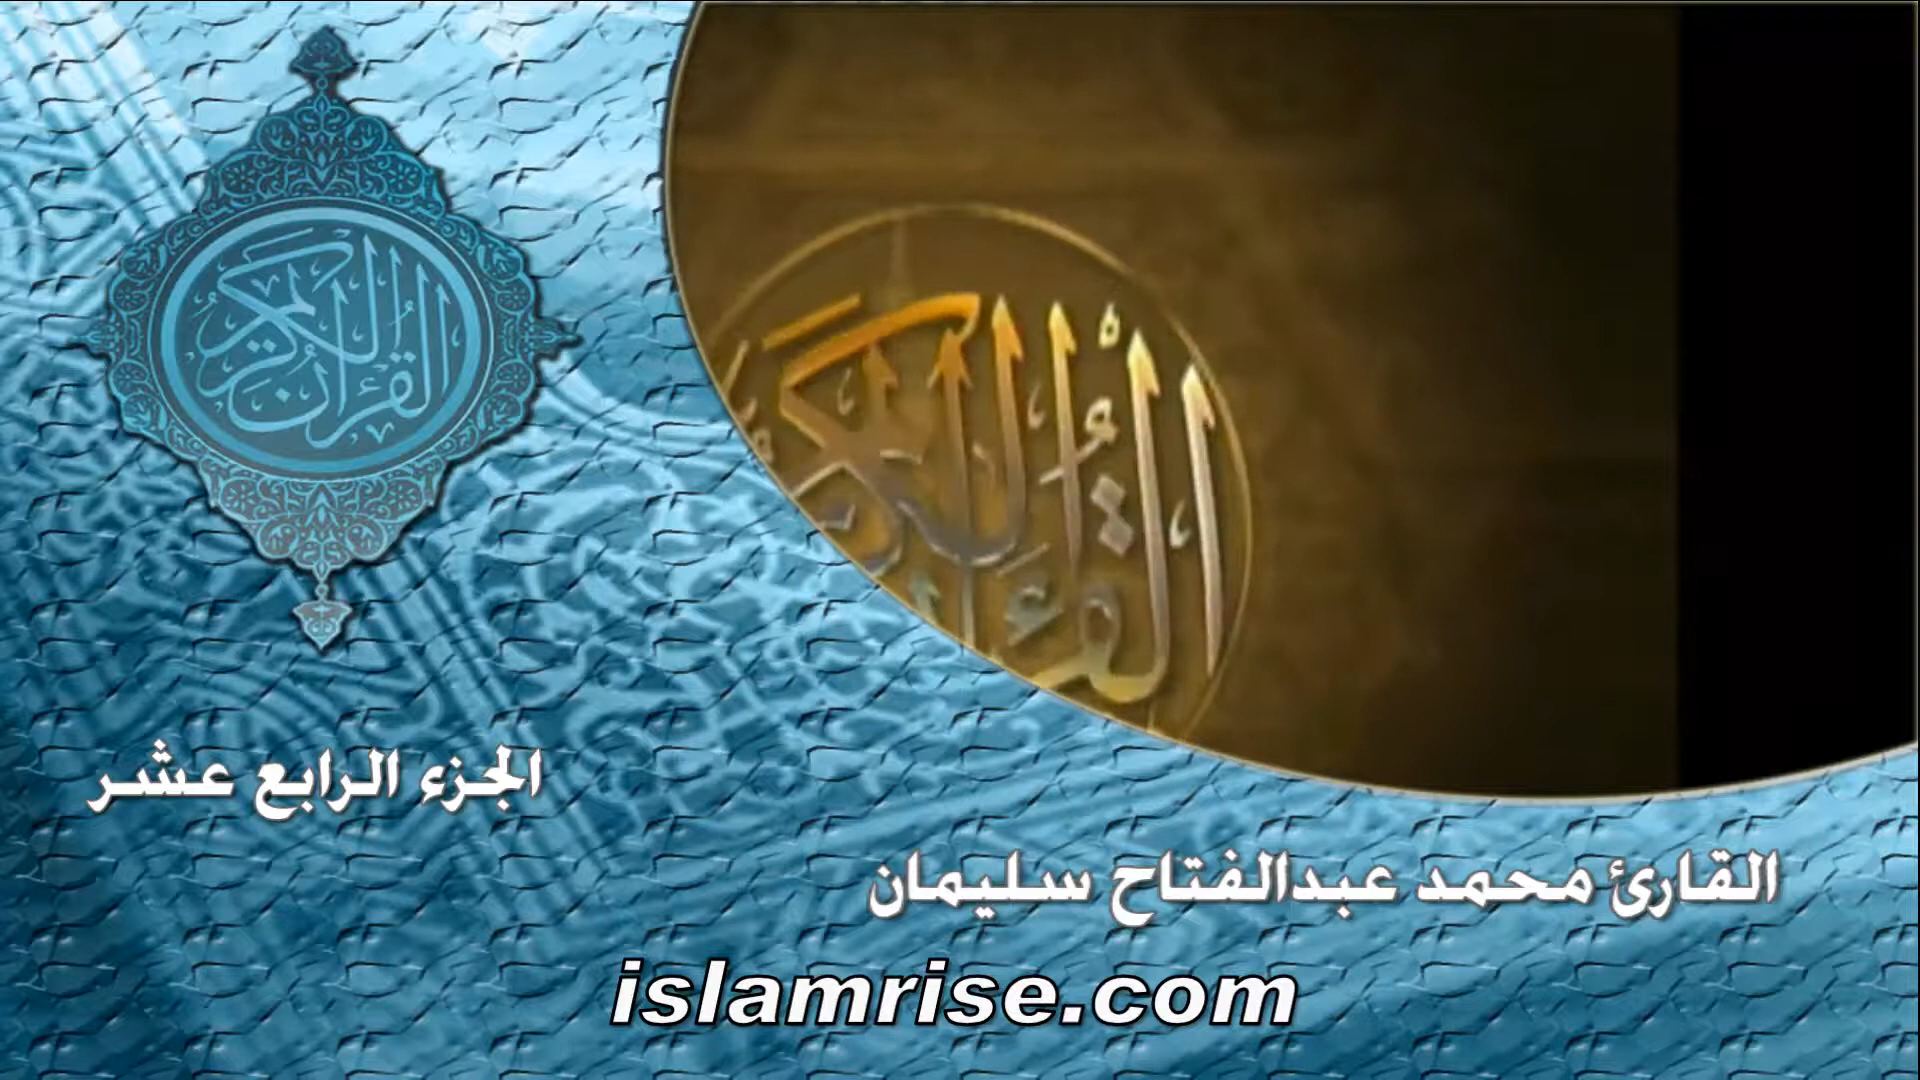 القرآن الكريم
القرآن الكريم
الجزء الرابع عشر
القارئ محمد عبدالفتاح سليمان
islamrise.com